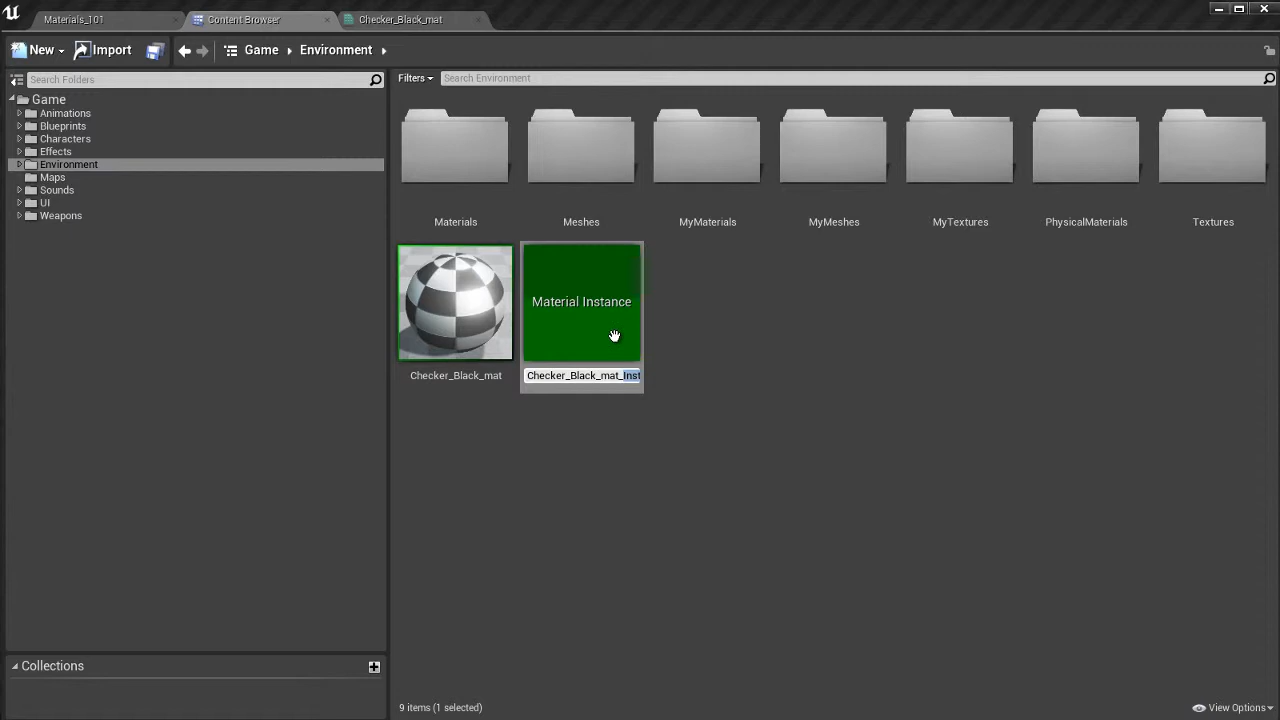 Materials_101
Content Browser
Checker_Black_mat
New
Import
Game
Environment
Search Folders
Filters
Search Environment
Game
Animations
Blueprints
Characters
Effects
Environment
Maps
Sounds
UI
Weapons
Materials
Meshes
MyMaterials
MyMeshes
MyTextures
PhysicalMaterials
Textures
Material Instance
Checker_Black_mat
Checker_Black_mat_Inst
Collections
9 items (1 selected)
View Options